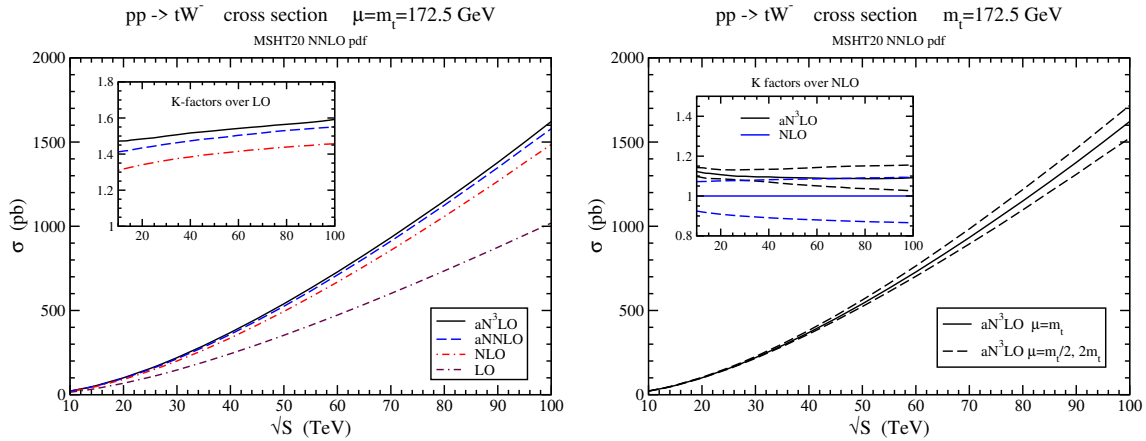 pp -> tW⁻ cross section μ=mₜ=172.5 GeV
MSHT20 NNLO pdf
2000
1500
1000
500
0
σ (pb)
1.8
1.6
1.4
1.2
1
K-factors over LO
20 40 60 80 100
aN³LO
aNNLO
NLO
LO
10 20 30 40 50 60 70 80 90 100
√S (TeV)
pp -> tW⁻ cross section mₜ=172.5 GeV
MSHT20 NNLO pdf
2000
1500
1000
500
0
σ (pb)
K factors over NLO
1.4
1.2
1
0.8
aN³LO
NLO
20 40 60 80 100
aN³LO μ=mₜ
aN³LO μ=mₜ/2, 2mₜ
10 20 30 40 50 60 70 80 90 100
√S (TeV)